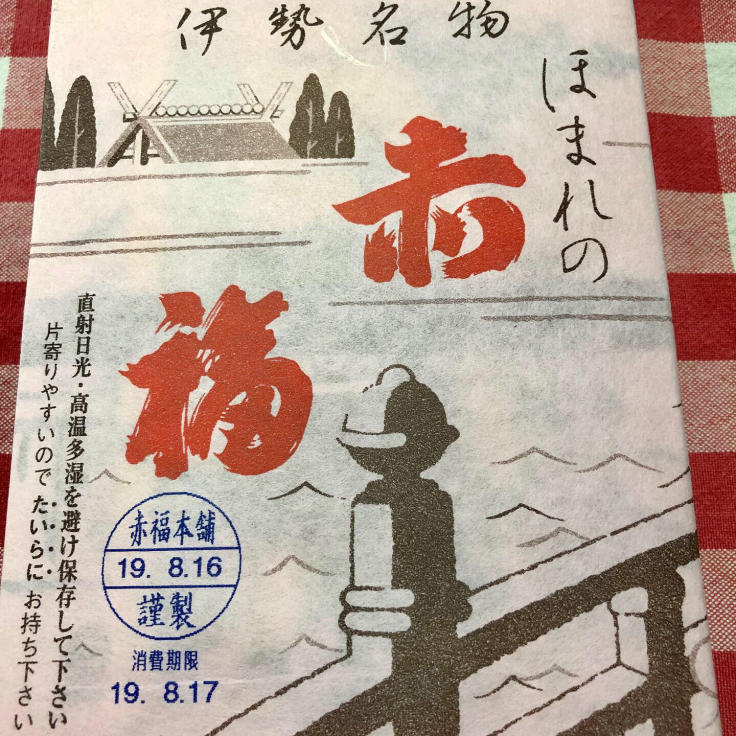 伊勢名物
ほまれの
赤福
直射日光・高温多湿を避け保存して下さい
片寄りやすいので たいらに お持ち下さい
赤福本舗
19. 8.16
謹製
消費期限
19. 8.17